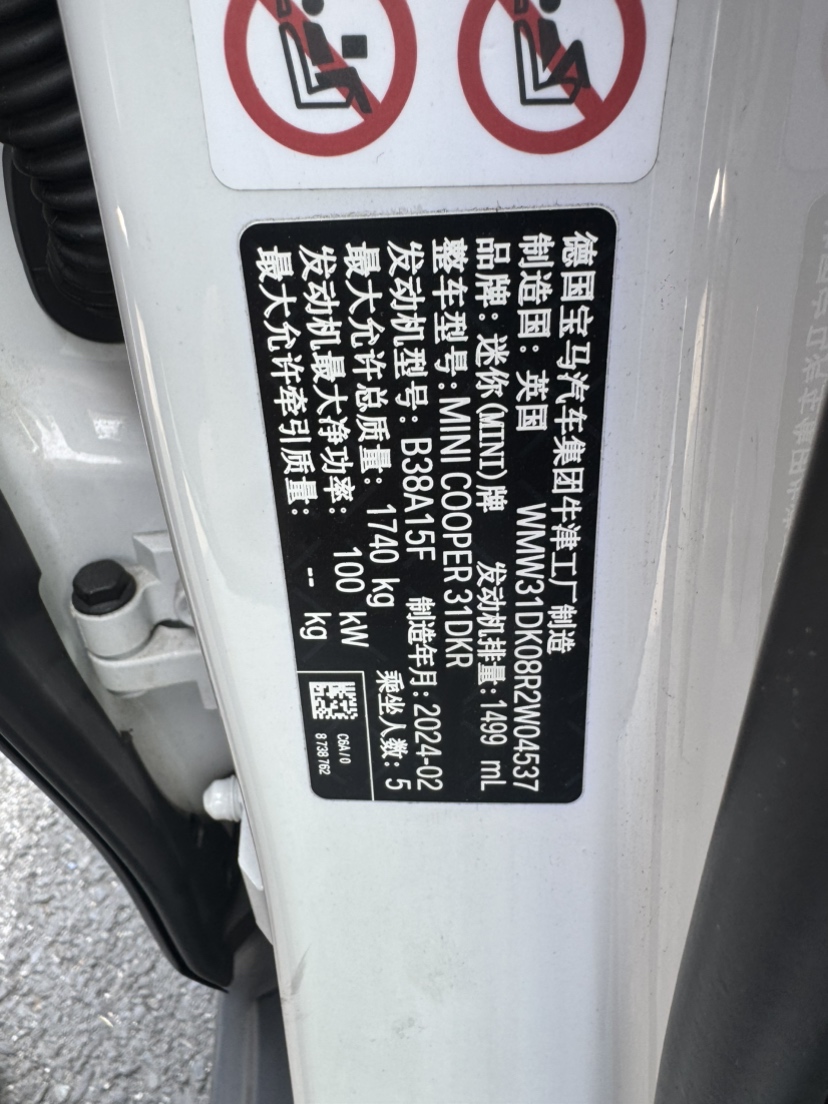 德国宝马汽车集团牛津工厂制造
制造国：英国 WMW31DK08R2W04537
品牌：迷你(MINI)牌 发动机排量：1499 mL
整车型号：MINI COOPER 31DKR
发动机型号：B38A15F 制造年月：2024-02
最大允许总质量：1740 kg 乘坐人数：5
发动机最大净功率：100 kW
最大允许牵引质量：-- kg
C6A/0
8 738 762